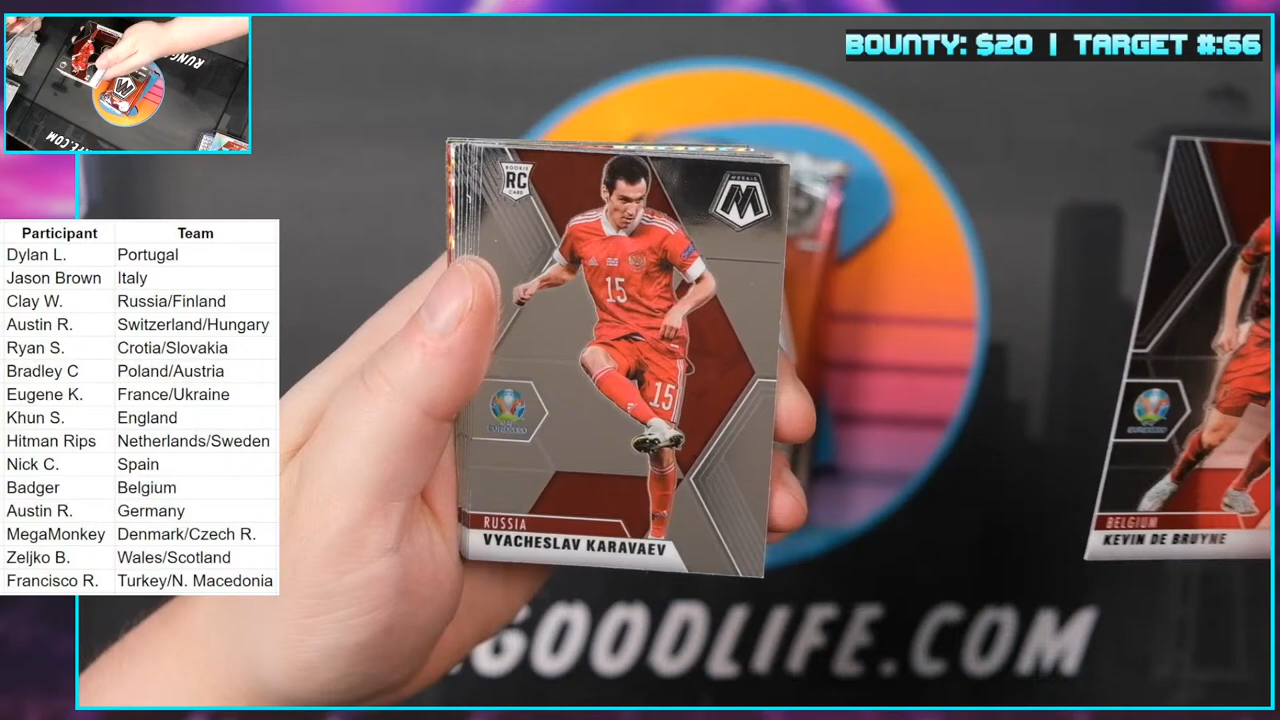 BOUNTY: $20 | TARGET #:66
Participant Team
Dylan L. Portugal
Jason Brown Italy
Clay W. Russia/Finland
Austin R. Switzerland/Hungary
Ryan S. Crotia/Slovakia
Bradley C Poland/Austria
Eugene K. France/Ukraine
Khun S. England
Hitman Rips Netherlands/Sweden
Nick C. Spain
Badger Belgium
Austin R. Germany
MegaMonkey Denmark/Czech R.
Zeljko B. Wales/Scotland
Francisco R. Turkey/N. Macedonia
ROOKIE
RC
CARD
MOSAIC
M
15
15
RUSSIA
VYACHESLAV KARAVAEV
BELGIUM
KEVIN DE BRUYNE
GOODLIFE.COM